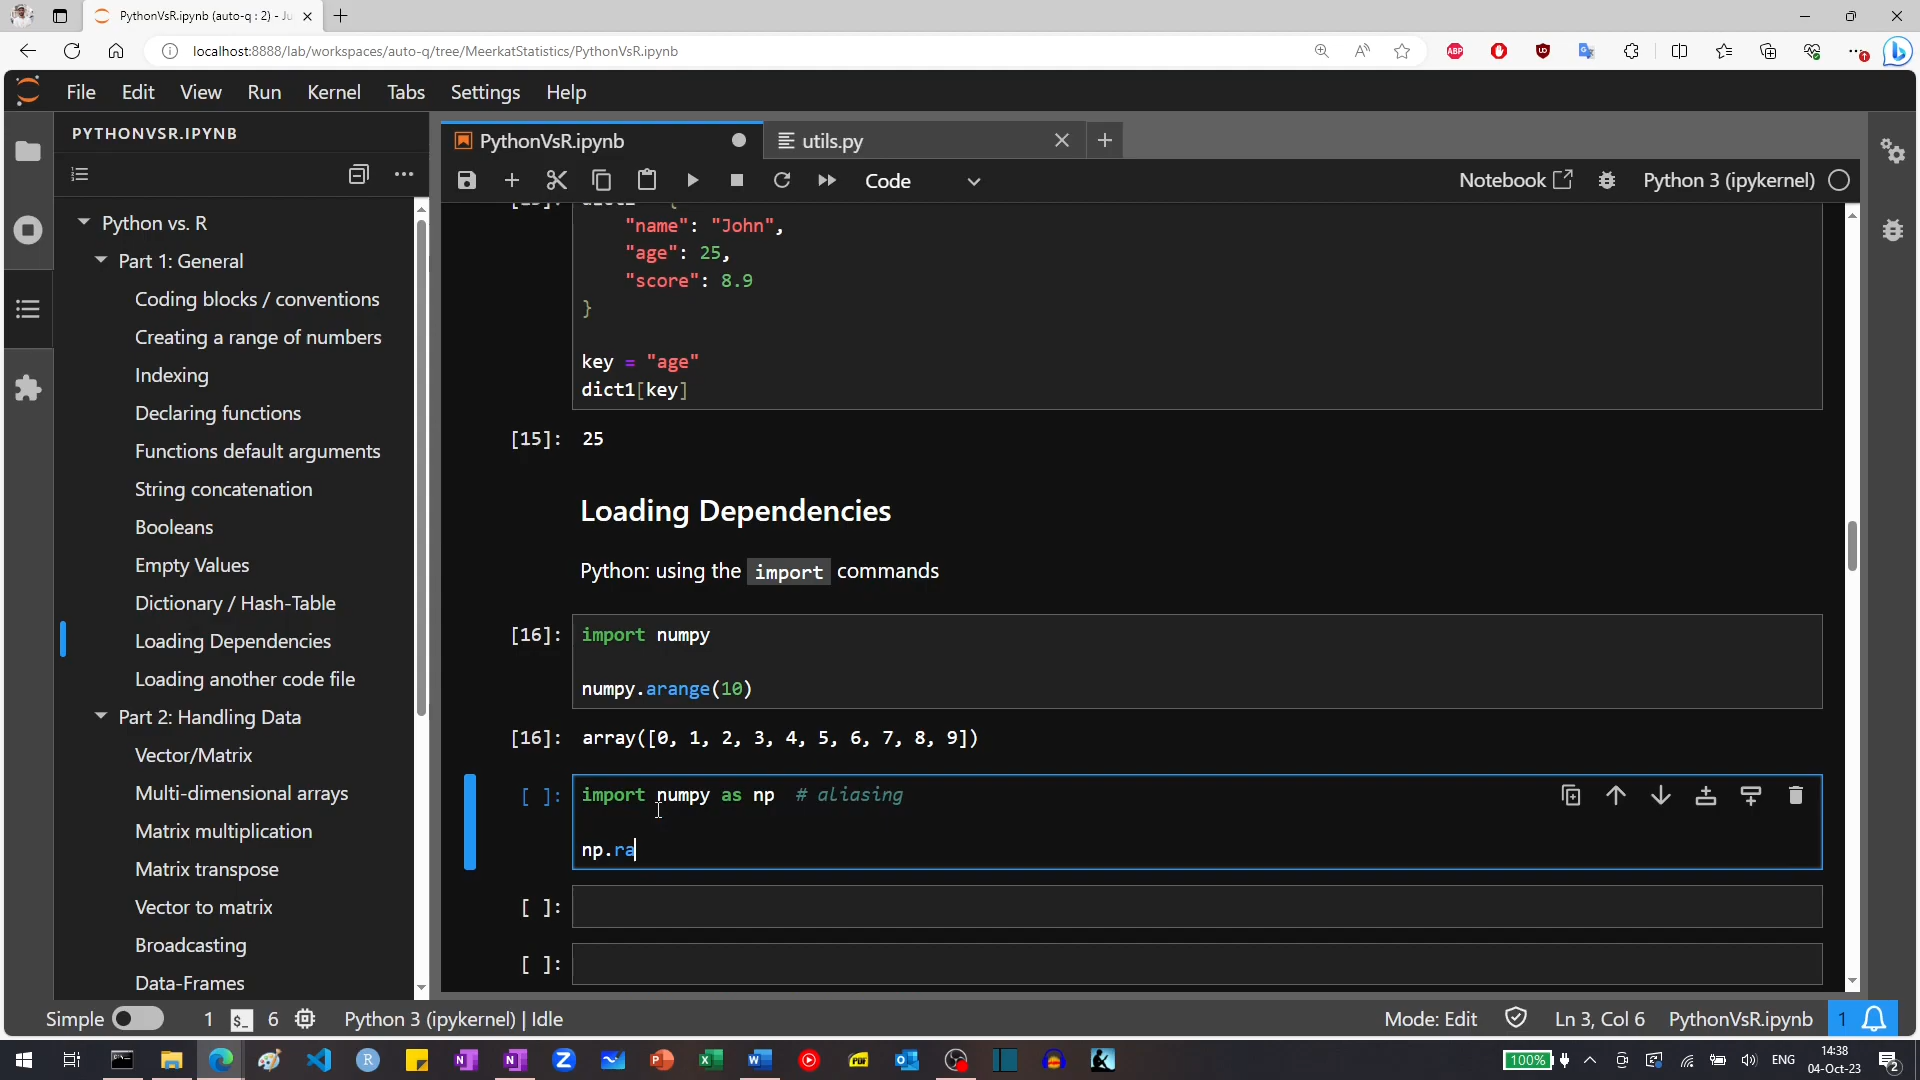 PythonVsR.ipynb (auto-q : 2) - Ju
localhost:8888/lab/workspaces/auto-q/tree/MeerkatStatistics/PythonVsR.ipynb
File Edit View Run Kernel Tabs Settings Help
PYTHONVSR.IPYNB
PythonVsR.ipynb
utils.py
Code
Notebook
Python 3 (ipykernel)
Python vs. R
Part 1: General
Coding blocks / conventions
Creating a range of numbers
Indexing
Declaring functions
Functions default arguments
String concatenation
Booleans
Empty Values
Dictionary / Hash-Table
Loading Dependencies
Loading another code file
Part 2: Handling Data
Vector/Matrix
Multi-dimensional arrays
Matrix multiplication
Matrix transpose
Vector to matrix
Broadcasting
Data-Frames
"name": "John",
"age": 25,
"score": 8.9
}
key = "age"
dict1[key]
[15]: 25
Loading Dependencies
Python: using the import commands
[16]: import numpy
numpy.arange(10)
[16]: array([0, 1, 2, 3, 4, 5, 6, 7, 8, 9])
[ ]: import numpy as np # aliasing
np.ra
[ ]:
[ ]:
Simple 1 $_ 6 Python 3 (ipykernel) | Idle
Mode: Edit Ln 3, Col 6 PythonVsR.ipynb 1
100% ENG 14:38
04-Oct-23 2